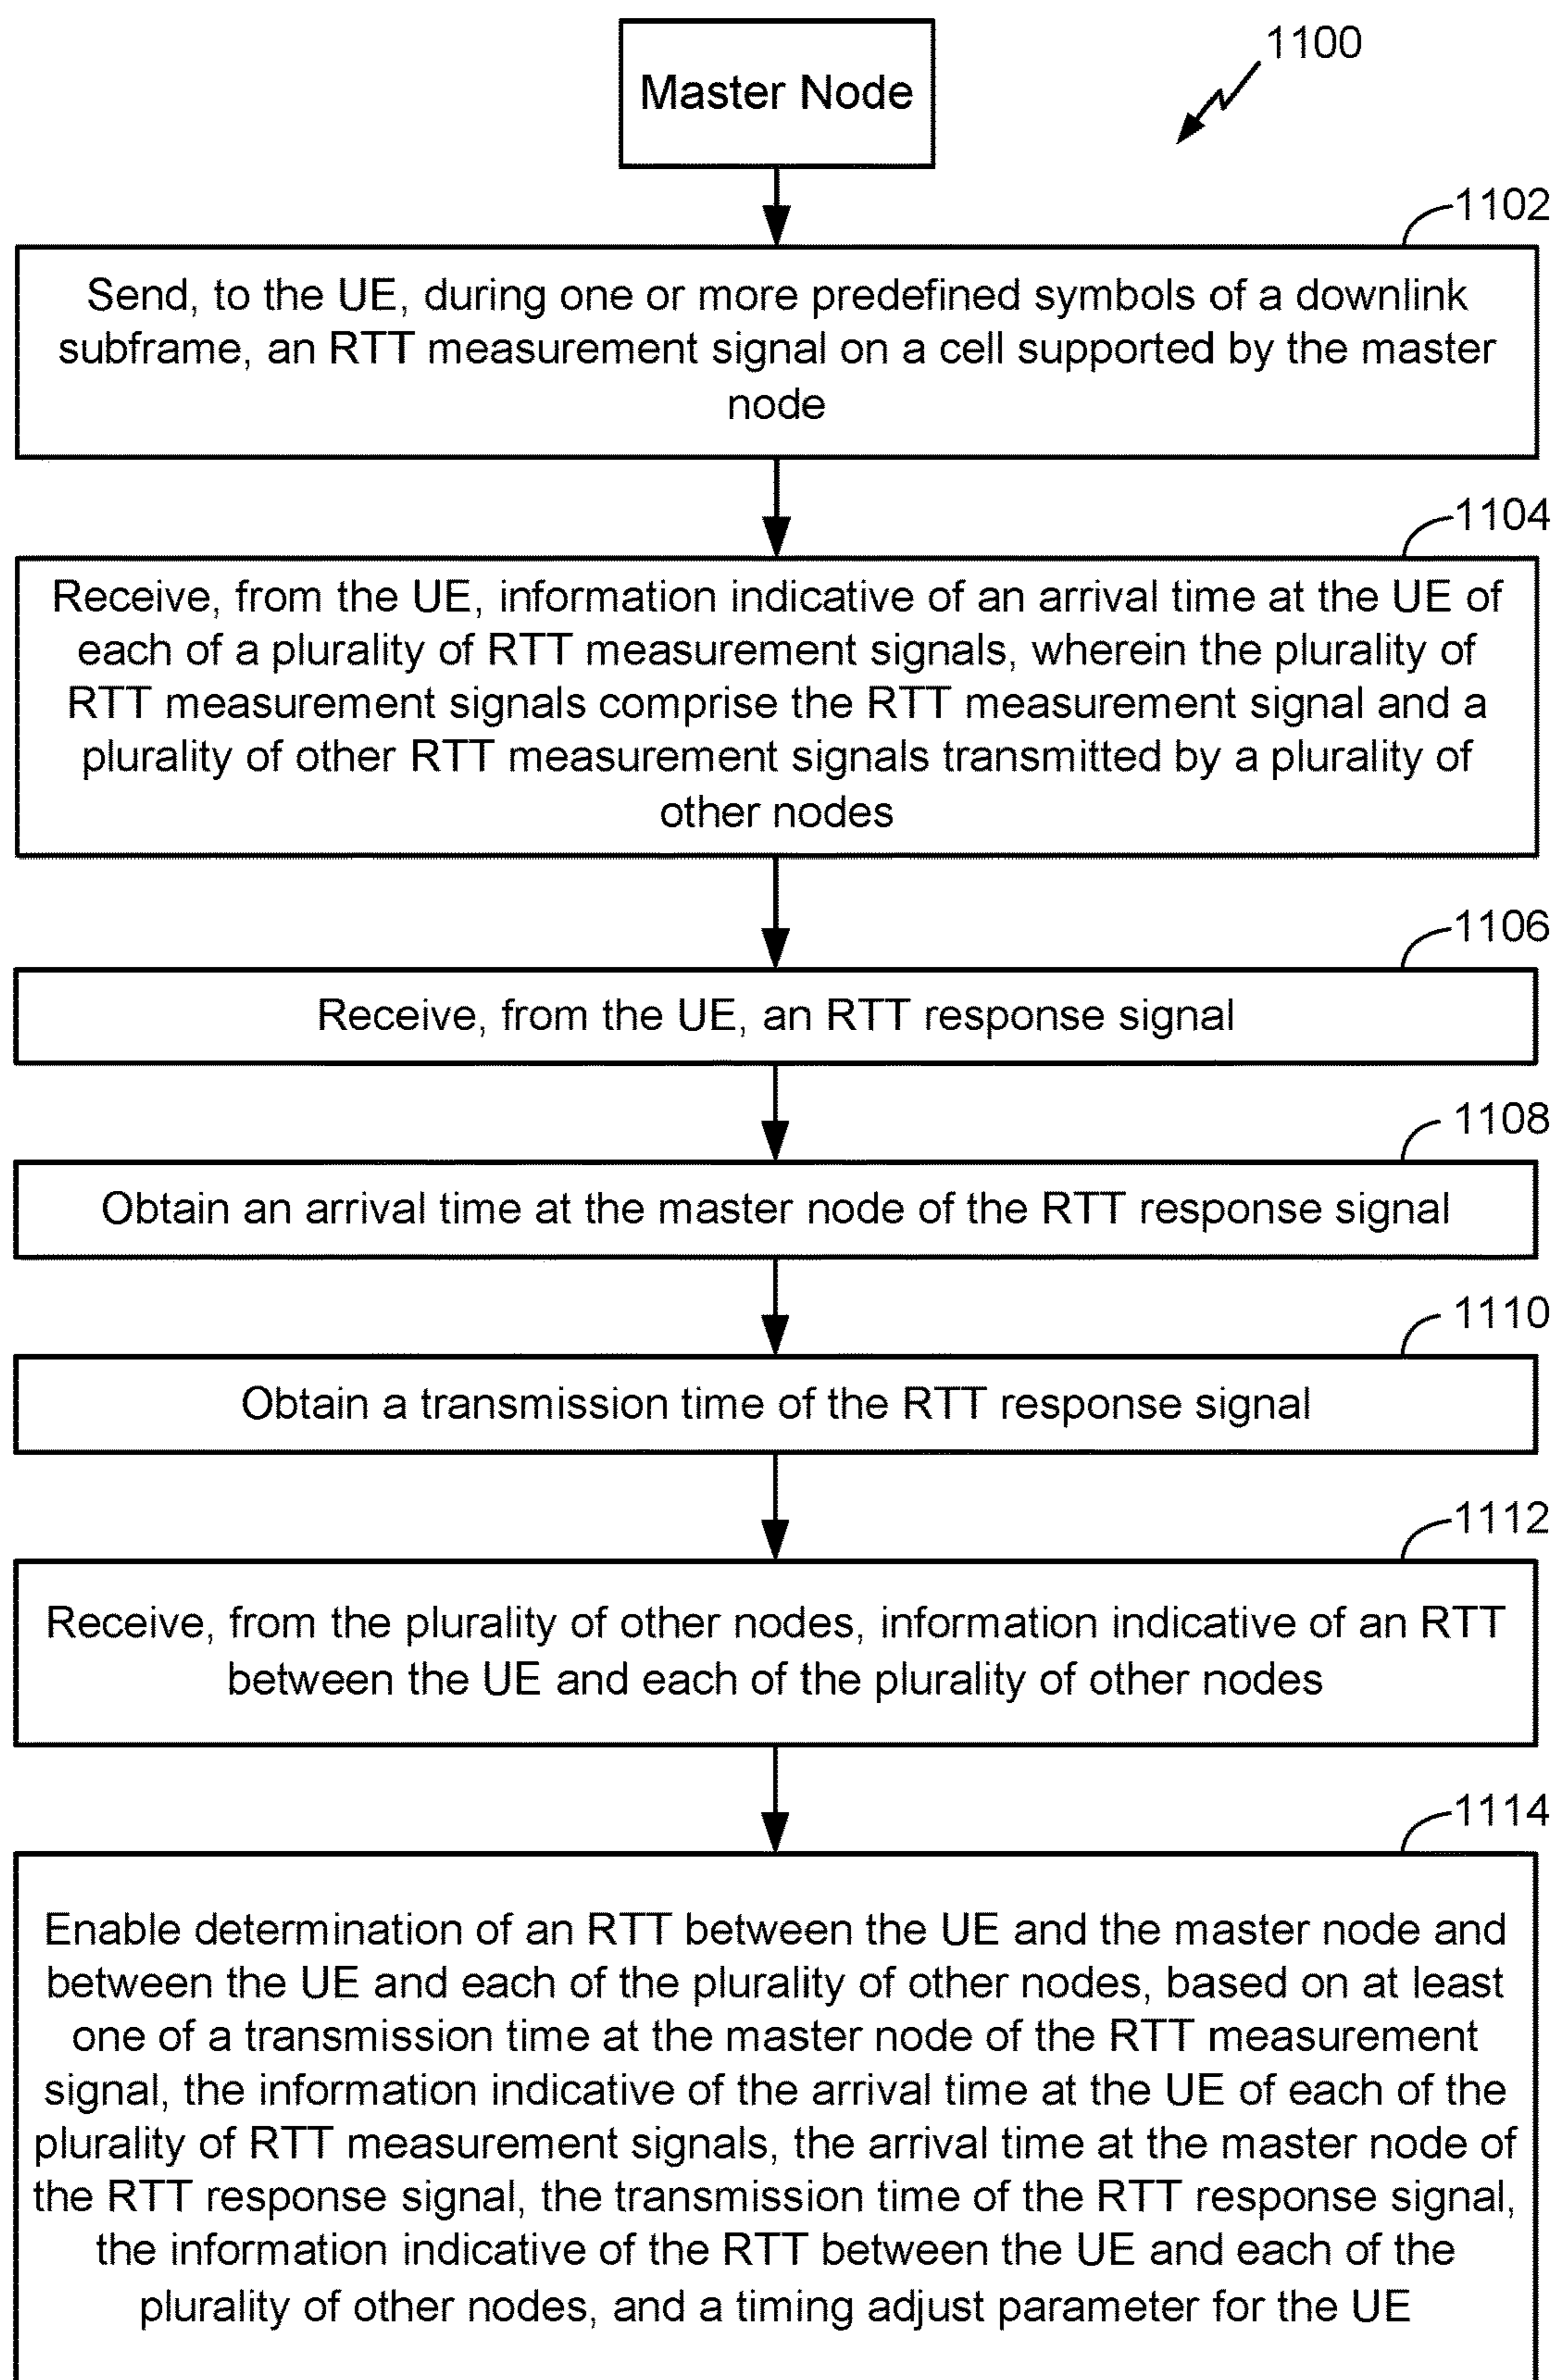 Master Node
1100
1102
Send, to the UE, during one or more predefined symbols of a downlink
subframe, an RTT measurement signal on a cell supported by the master
node
1104
Receive, from the UE, information indicative of an arrival time at the UE of
each of a plurality of RTT measurement signals, wherein the plurality of
RTT measurement signals comprise the RTT measurement signal and a
plurality of other RTT measurement signals transmitted by a plurality of
other nodes
1106
Receive, from the UE, an RTT response signal
1108
Obtain an arrival time at the master node of the RTT response signal
1110
Obtain a transmission time of the RTT response signal
1112
Receive, from the plurality of other nodes, information indicative of an RTT
between the UE and each of the plurality of other nodes
1114
Enable determination of an RTT between the UE and the master node and
between the UE and each of the plurality of other nodes, based on at least
one of a transmission time at the master node of the RTT measurement
signal, the information indicative of the arrival time at the UE of each of the
plurality of RTT measurement signals, the arrival time at the master node of
the RTT response signal, the transmission time of the RTT response signal,
the information indicative of the RTT between the UE and each of the
plurality of other nodes, and a timing adjust parameter for the UE